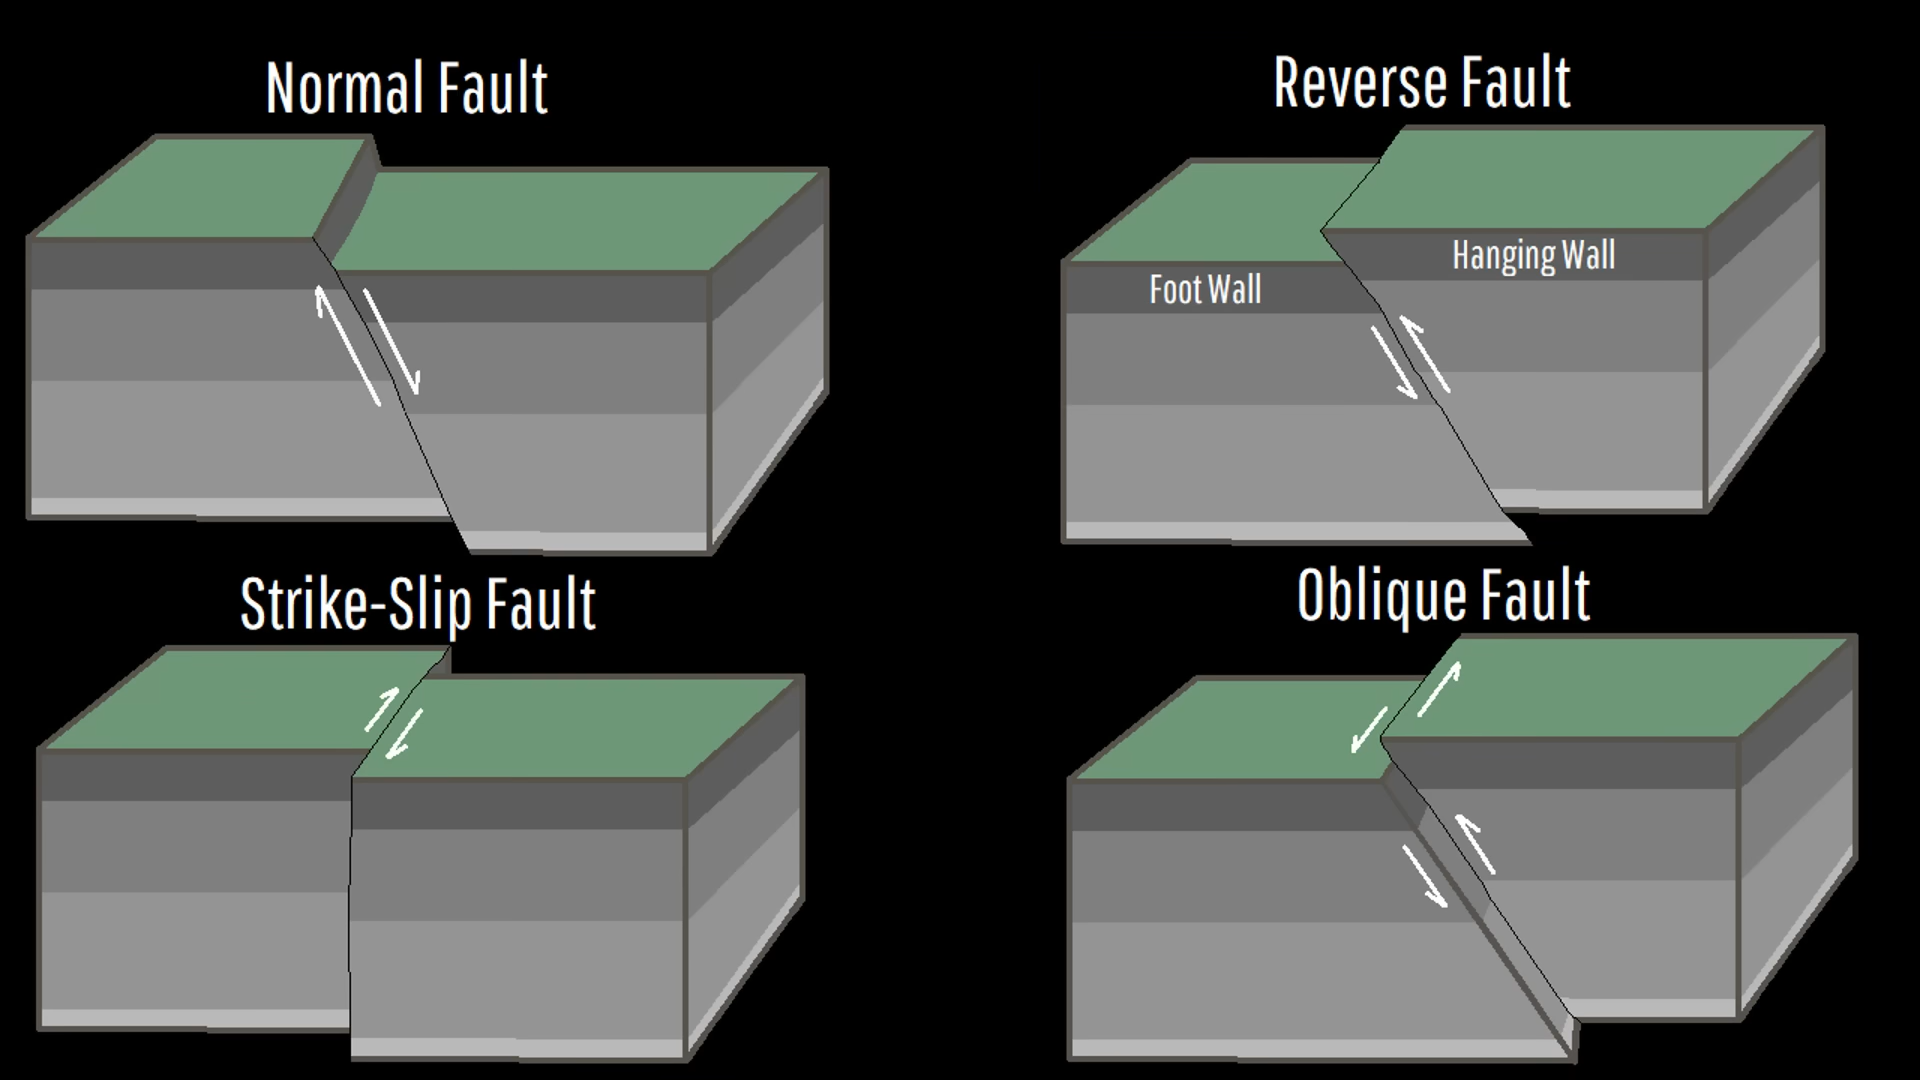 Normal Fault
Reverse Fault
Hanging Wall
Foot Wall
Strike-Slip Fault
Oblique Fault